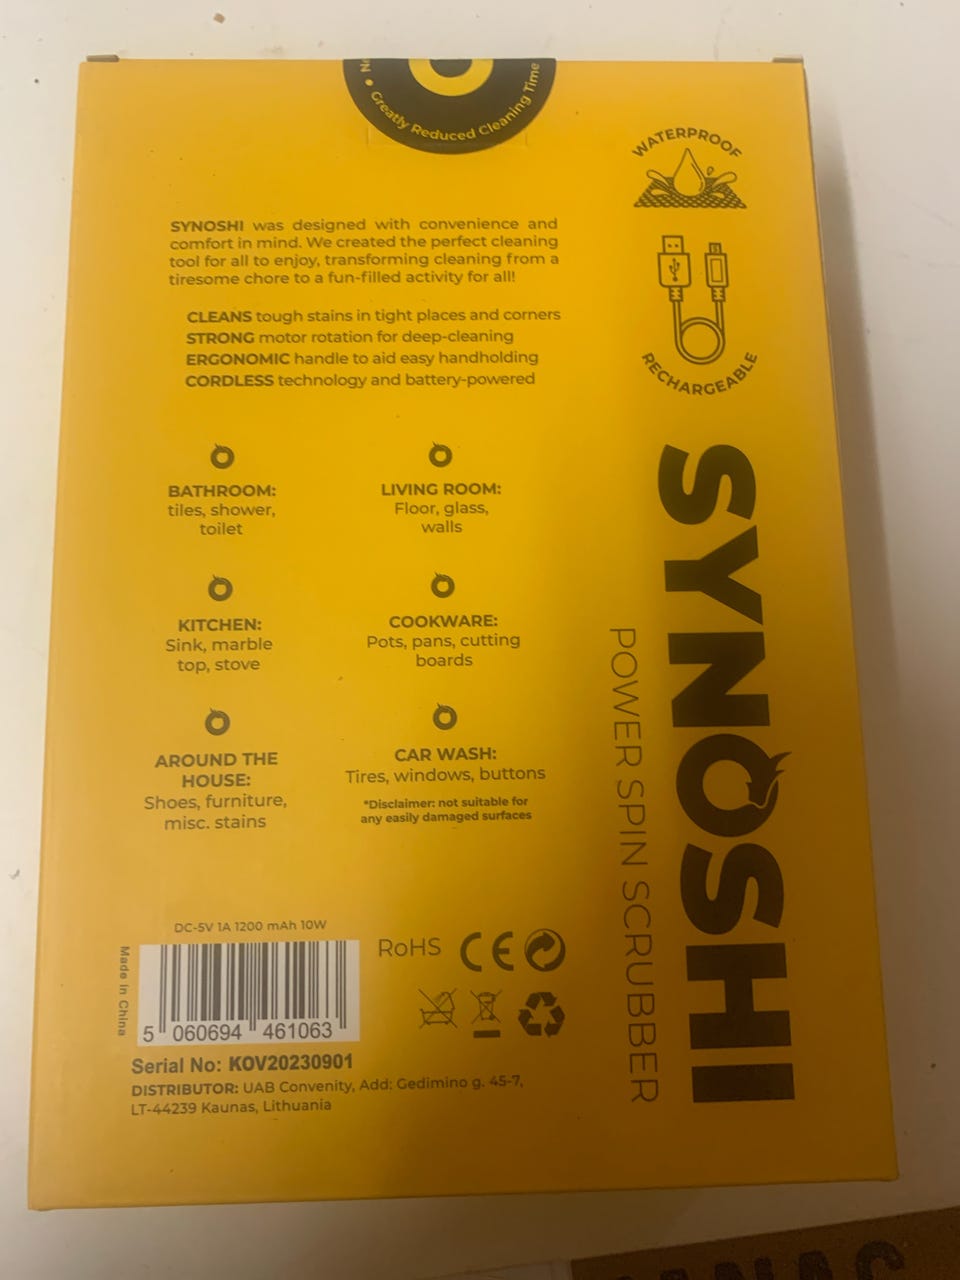 Greatly Reduced Cleaning Time
WATERPROOF
SYNOSHI was designed with convenience and
comfort in mind. We created the perfect cleaning
tool for all to enjoy, transforming cleaning from a
tiresome chore to a fun-filled activity for all!
CLEANS tough stains in tight places and corners
STRONG motor rotation for deep-cleaning
ERGONOMIC handle to aid easy handholding
CORDLESS technology and battery-powered
RECHARGEABLE
BATHROOM:
tiles, shower,
toilet
LIVING ROOM:
Floor, glass,
walls
KITCHEN:
Sink, marble
top, stove
COOKWARE:
Pots, pans, cutting
boards
AROUND THE
HOUSE:
Shoes, furniture,
misc. stains
CAR WASH:
Tires, windows, buttons
*Disclaimer: not suitable for
any easily damaged surfaces
SYNOSHI
POWER SPIN SCRUBBER
DC-5V 1A 1200 mAh 10W
Made In China
5 060694 461063
RoHS CE
Serial No: KOV20230901
DISTRIBUTOR: UAB Convenity, Add: Gedimino g. 45-7,
LT-44239 Kaunas, Lithuania